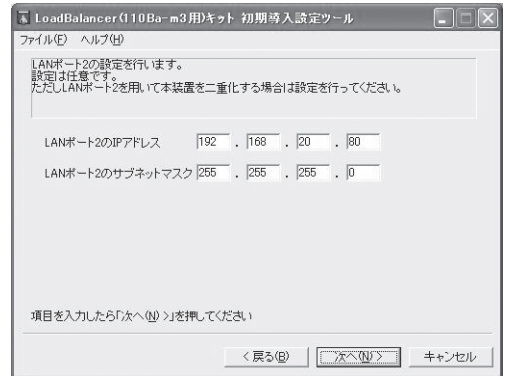 LoadBalancer(110Ba-m3用)キット 初期導入設定ツール
ファイル(F) ヘルプ(H)
LANポート2の設定を行います。
設定は任意です。
ただしLANポート2を用いて本装置を二重化する場合は設定を行ってください。
LANポート2のIPアドレス 192 . 168 . 20 . 80
LANポート2のサブネットマスク 255 . 255 . 255 . 0
項目を入力したら「次へ(N) >」を押してください
< 戻る(B) 次へ(N) > キャンセル